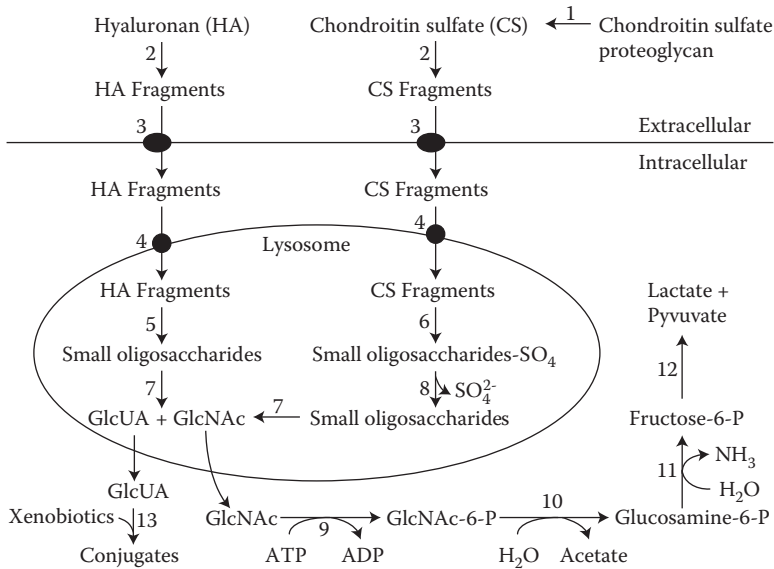 Hyaluronan (HA)
Chondroitin sulfate (CS)
1
Chondroitin sulfate
proteoglycan
2
2
HA Fragments
CS Fragments
3
3
Extracellular
Intracellular
HA Fragments
CS Fragments
4
4
Lysosome
HA Fragments
CS Fragments
Lactate +
Pyvuvate
5
6
Small oligosaccharides
Small oligosaccharides-SO4
12
7
8
SO4 2-
GlcUA + GlcNAc
7
Small oligosaccharides
Fructose-6-P
NH3
11
H2O
GlcUA
Xenobiotics
13
GlcNAc
9
GlcNAc-6-P
10
Glucosamine-6-P
Conjugates
ATP
ADP
H2O
Acetate